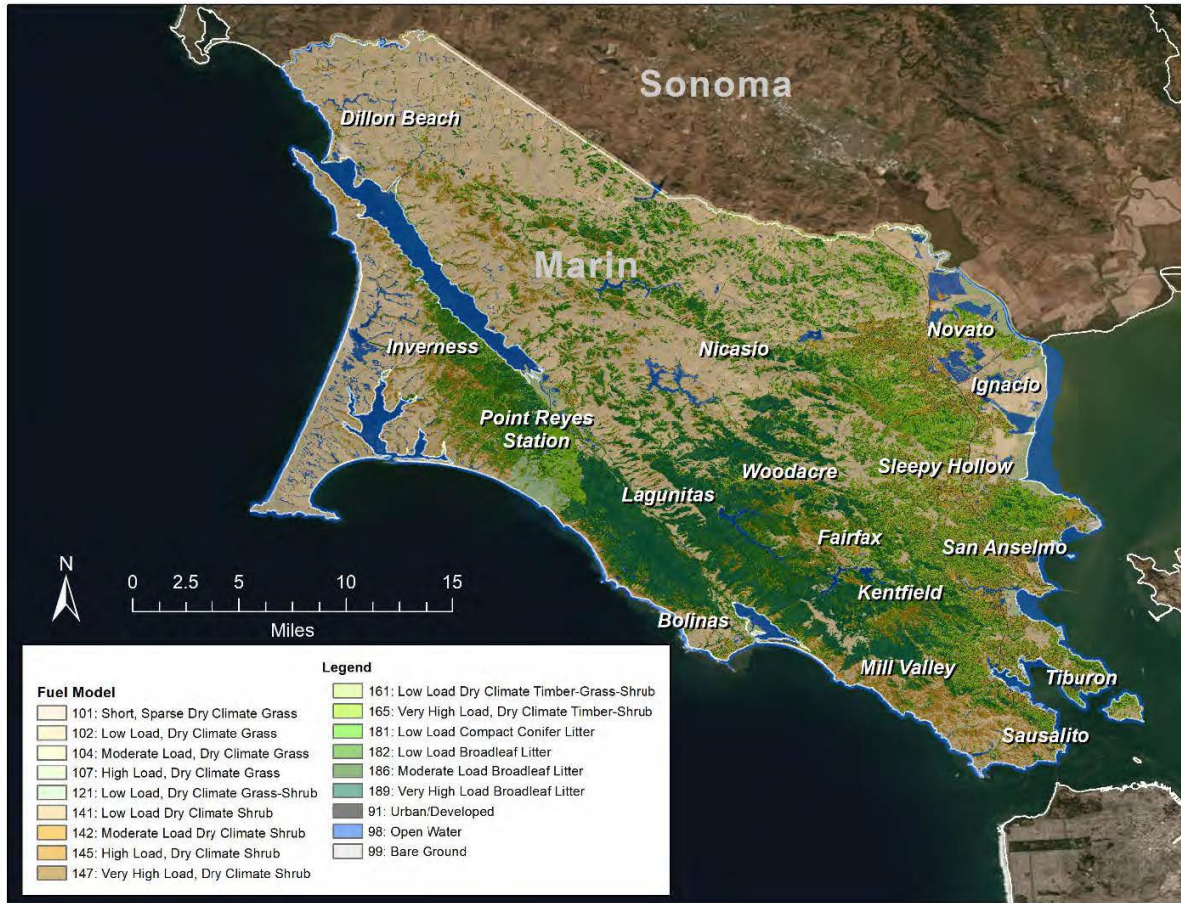 Sonoma
Dillon Beach
Marin
Novato
Inverness
Nicasio
Ignacio
Point Reyes
Station
Woodacre
Sleepy Hollow
Lagunitas
Fairfax
San Anselmo
Kentfield
Bolinas
Mill Valley
Tiburon
Sausalito
N
0 2.5 5 10 15
Miles
Legend
Fuel Model
101: Short, Sparse Dry Climate Grass
102: Low Load, Dry Climate Grass
104: Moderate Load, Dry Climate Grass
107: High Load, Dry Climate Grass
121: Low Load, Dry Climate Grass-Shrub
141: Low Load Dry Climate Shrub
142: Moderate Load Dry Climate Shrub
145: High Load, Dry Climate Shrub
147: Very High Load, Dry Climate Shrub
161: Low Load Dry Climate Timber-Grass-Shrub
165: Very High Load, Dry Climate Timber-Shrub
181: Low Load Compact Conifer Litter
182: Low Load Broadleaf Litter
186: Moderate Load Broadleaf Litter
189: Very High Load Broadleaf Litter
91: Urban/Developed
98: Open Water
99: Bare Ground